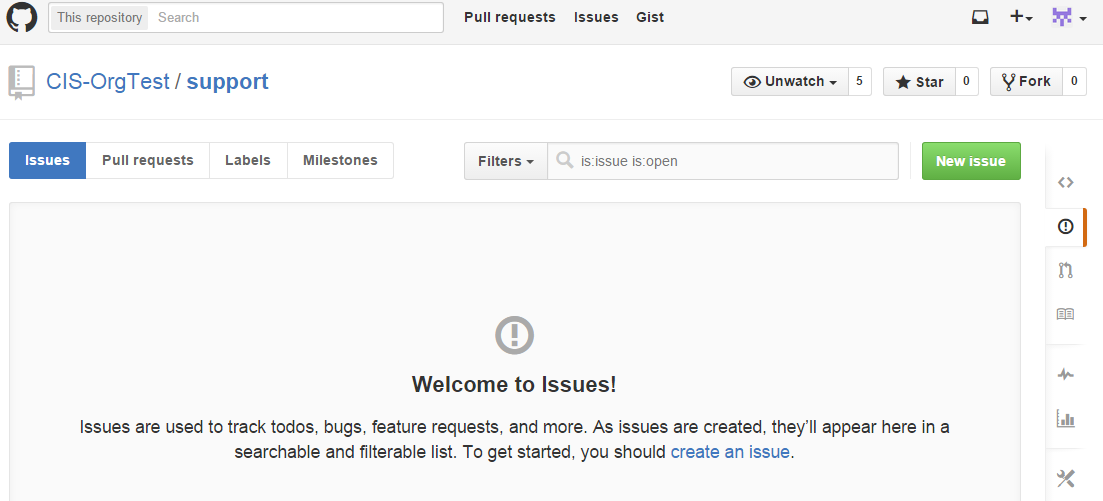 This repository Search Pull requests Issues Gist
CIS-OrgTest / support Unwatch 5 Star 0 Fork 0
Issues Pull requests Labels Milestones Filters is:issue is:open New issue
Welcome to Issues!
Issues are used to track todos, bugs, feature requests, and more. As issues are created, they’ll appear here in a
searchable and filterable list. To get started, you should create an issue.